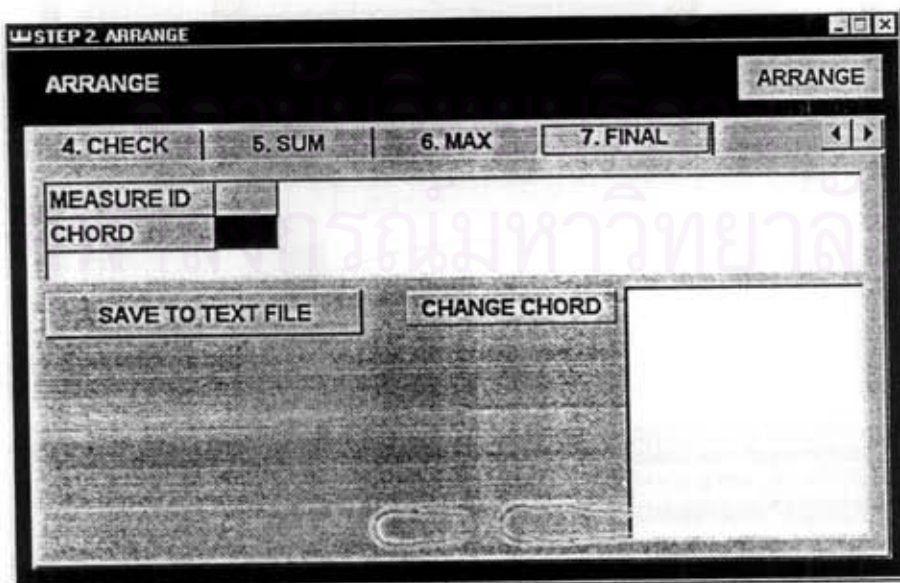 STEP 2. ARRANGE
ARRANGE
ARRANGE
4. CHECK 5. SUM 6. MAX 7. FINAL
MEASURE ID
CHORD
SAVE TO TEXT FILE CHANGE CHORD